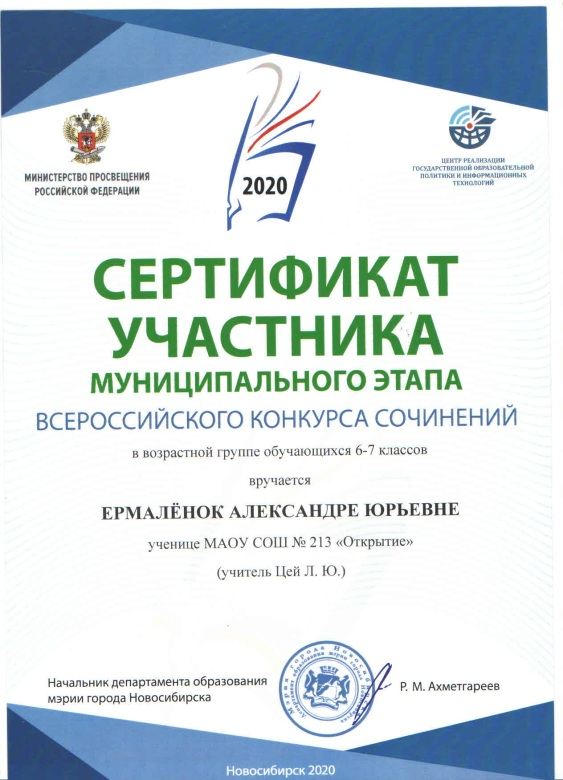 2020
МИНИСТЕРСТВО ПРОСВЕЩЕНИЯ
РОССИЙСКОЙ ФЕДЕРАЦИИ
ЦЕНТР РЕАЛИЗАЦИИ
ГОСУДАРСТВЕННОЙ ОБРАЗОВАТЕЛЬНОЙ
ПОЛИТИКИ И ИНФОРМАЦИОННЫХ
ТЕХНОЛОГИЙ
СЕРТИФИКАТ
УЧАСТНИКА
МУНИЦИПАЛЬНОГО ЭТАПА
ВСЕРОССИЙСКОГО КОНКУРСА СОЧИНЕНИЙ
в возрастной группе обучающихся 6-7 классов
вручается
ЕРМАЛЁНОК АЛЕКСАНДРЕ ЮРЬЕВНЕ
ученице МАОУ СОШ № 213 «Открытие»
(учитель Цей Л. Ю.)
Начальник департамента образования
мэрии города Новосибирска
Р. М. Ахметгареев
Новосибирск 2020